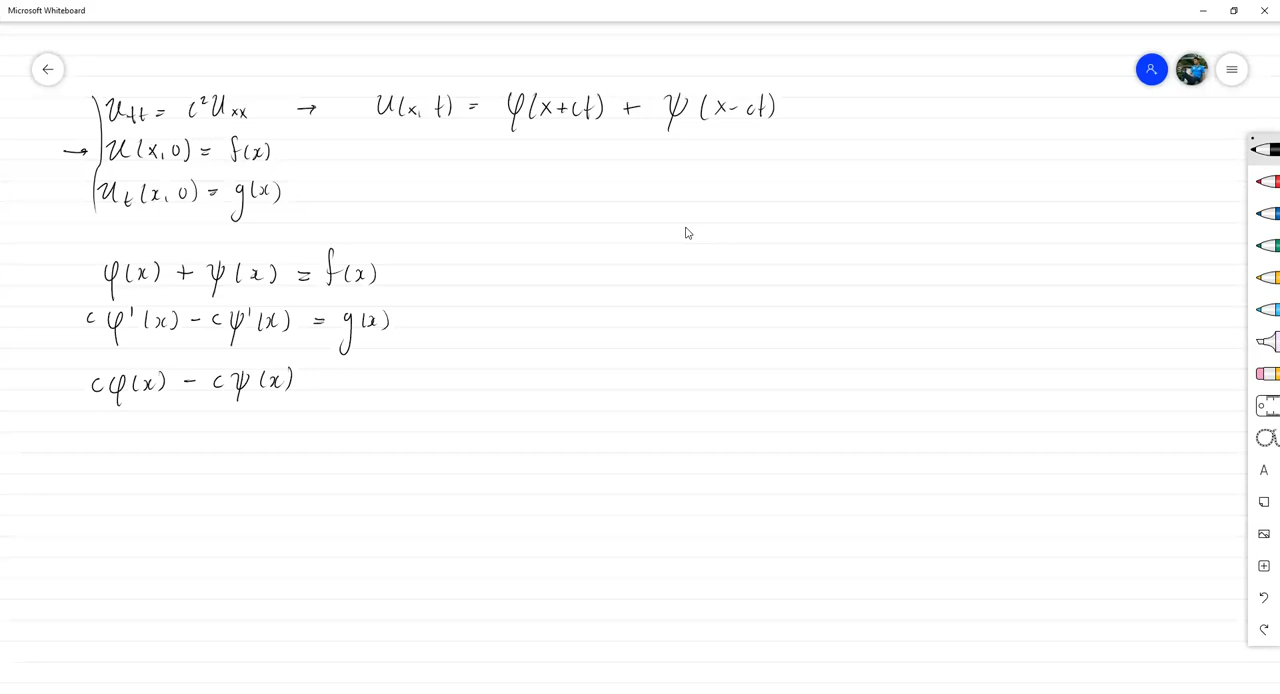 Microsoft Whiteboard
u_tt = c²u_xx → u(x, t) = φ(x+ct) + ψ(x-ct)
→ u(x, 0) = f(x)
u_t(x, 0) = g(x)
φ(x) + ψ(x) = f(x)
cφ'(x) - cψ'(x) = g(x)
cφ(x) - cψ(x)
A